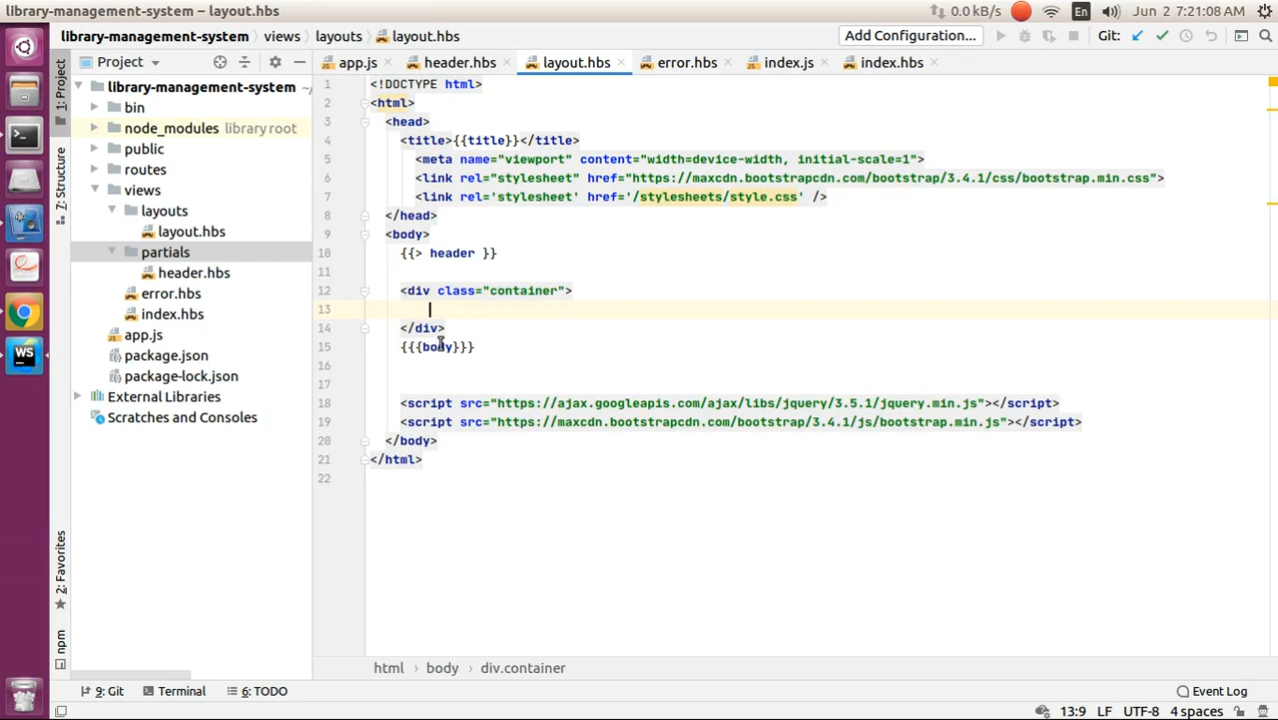 library-management-system – layout.hbs
0.0 kB/s
En
Jun 2 7:21:08 AM
library-management-system
views
layouts
layout.hbs
Add Configuration...
Git:
Project
app.js
header.hbs
layout.hbs
error.hbs
index.js
index.hbs
1: Project
7: Structure
2: Favorites
npm
library-management-system ~/
bin
node_modules library root
public
routes
views
layouts
layout.hbs
partials
header.hbs
error.hbs
index.hbs
app.js
package.json
package-lock.json
External Libraries
Scratches and Consoles
WS
1 <!DOCTYPE html>
2 <html>
3 <head>
4 <title>{{title}}</title>
5 <meta name="viewport" content="width=device-width, initial-scale=1">
6 <link rel="stylesheet" href="https://maxcdn.bootstrapcdn.com/bootstrap/3.4.1/css/bootstrap.min.css">
7 <link rel='stylesheet' href='/stylesheets/style.css' />
8 </head>
9 <body>
10 {{> header }}
11
12 <div class="container">
13
14 </div>
15 {{{body}}}
16
17
18 <script src="https://ajax.googleapis.com/ajax/libs/jquery/3.5.1/jquery.min.js"></script>
19 <script src="https://maxcdn.bootstrapcdn.com/bootstrap/3.4.1/js/bootstrap.min.js"></script>
20 </body>
21 </html>
22
html
body
div.container
9: Git
Terminal
6: TODO
Event Log
13:9 LF UTF-8 4 spaces